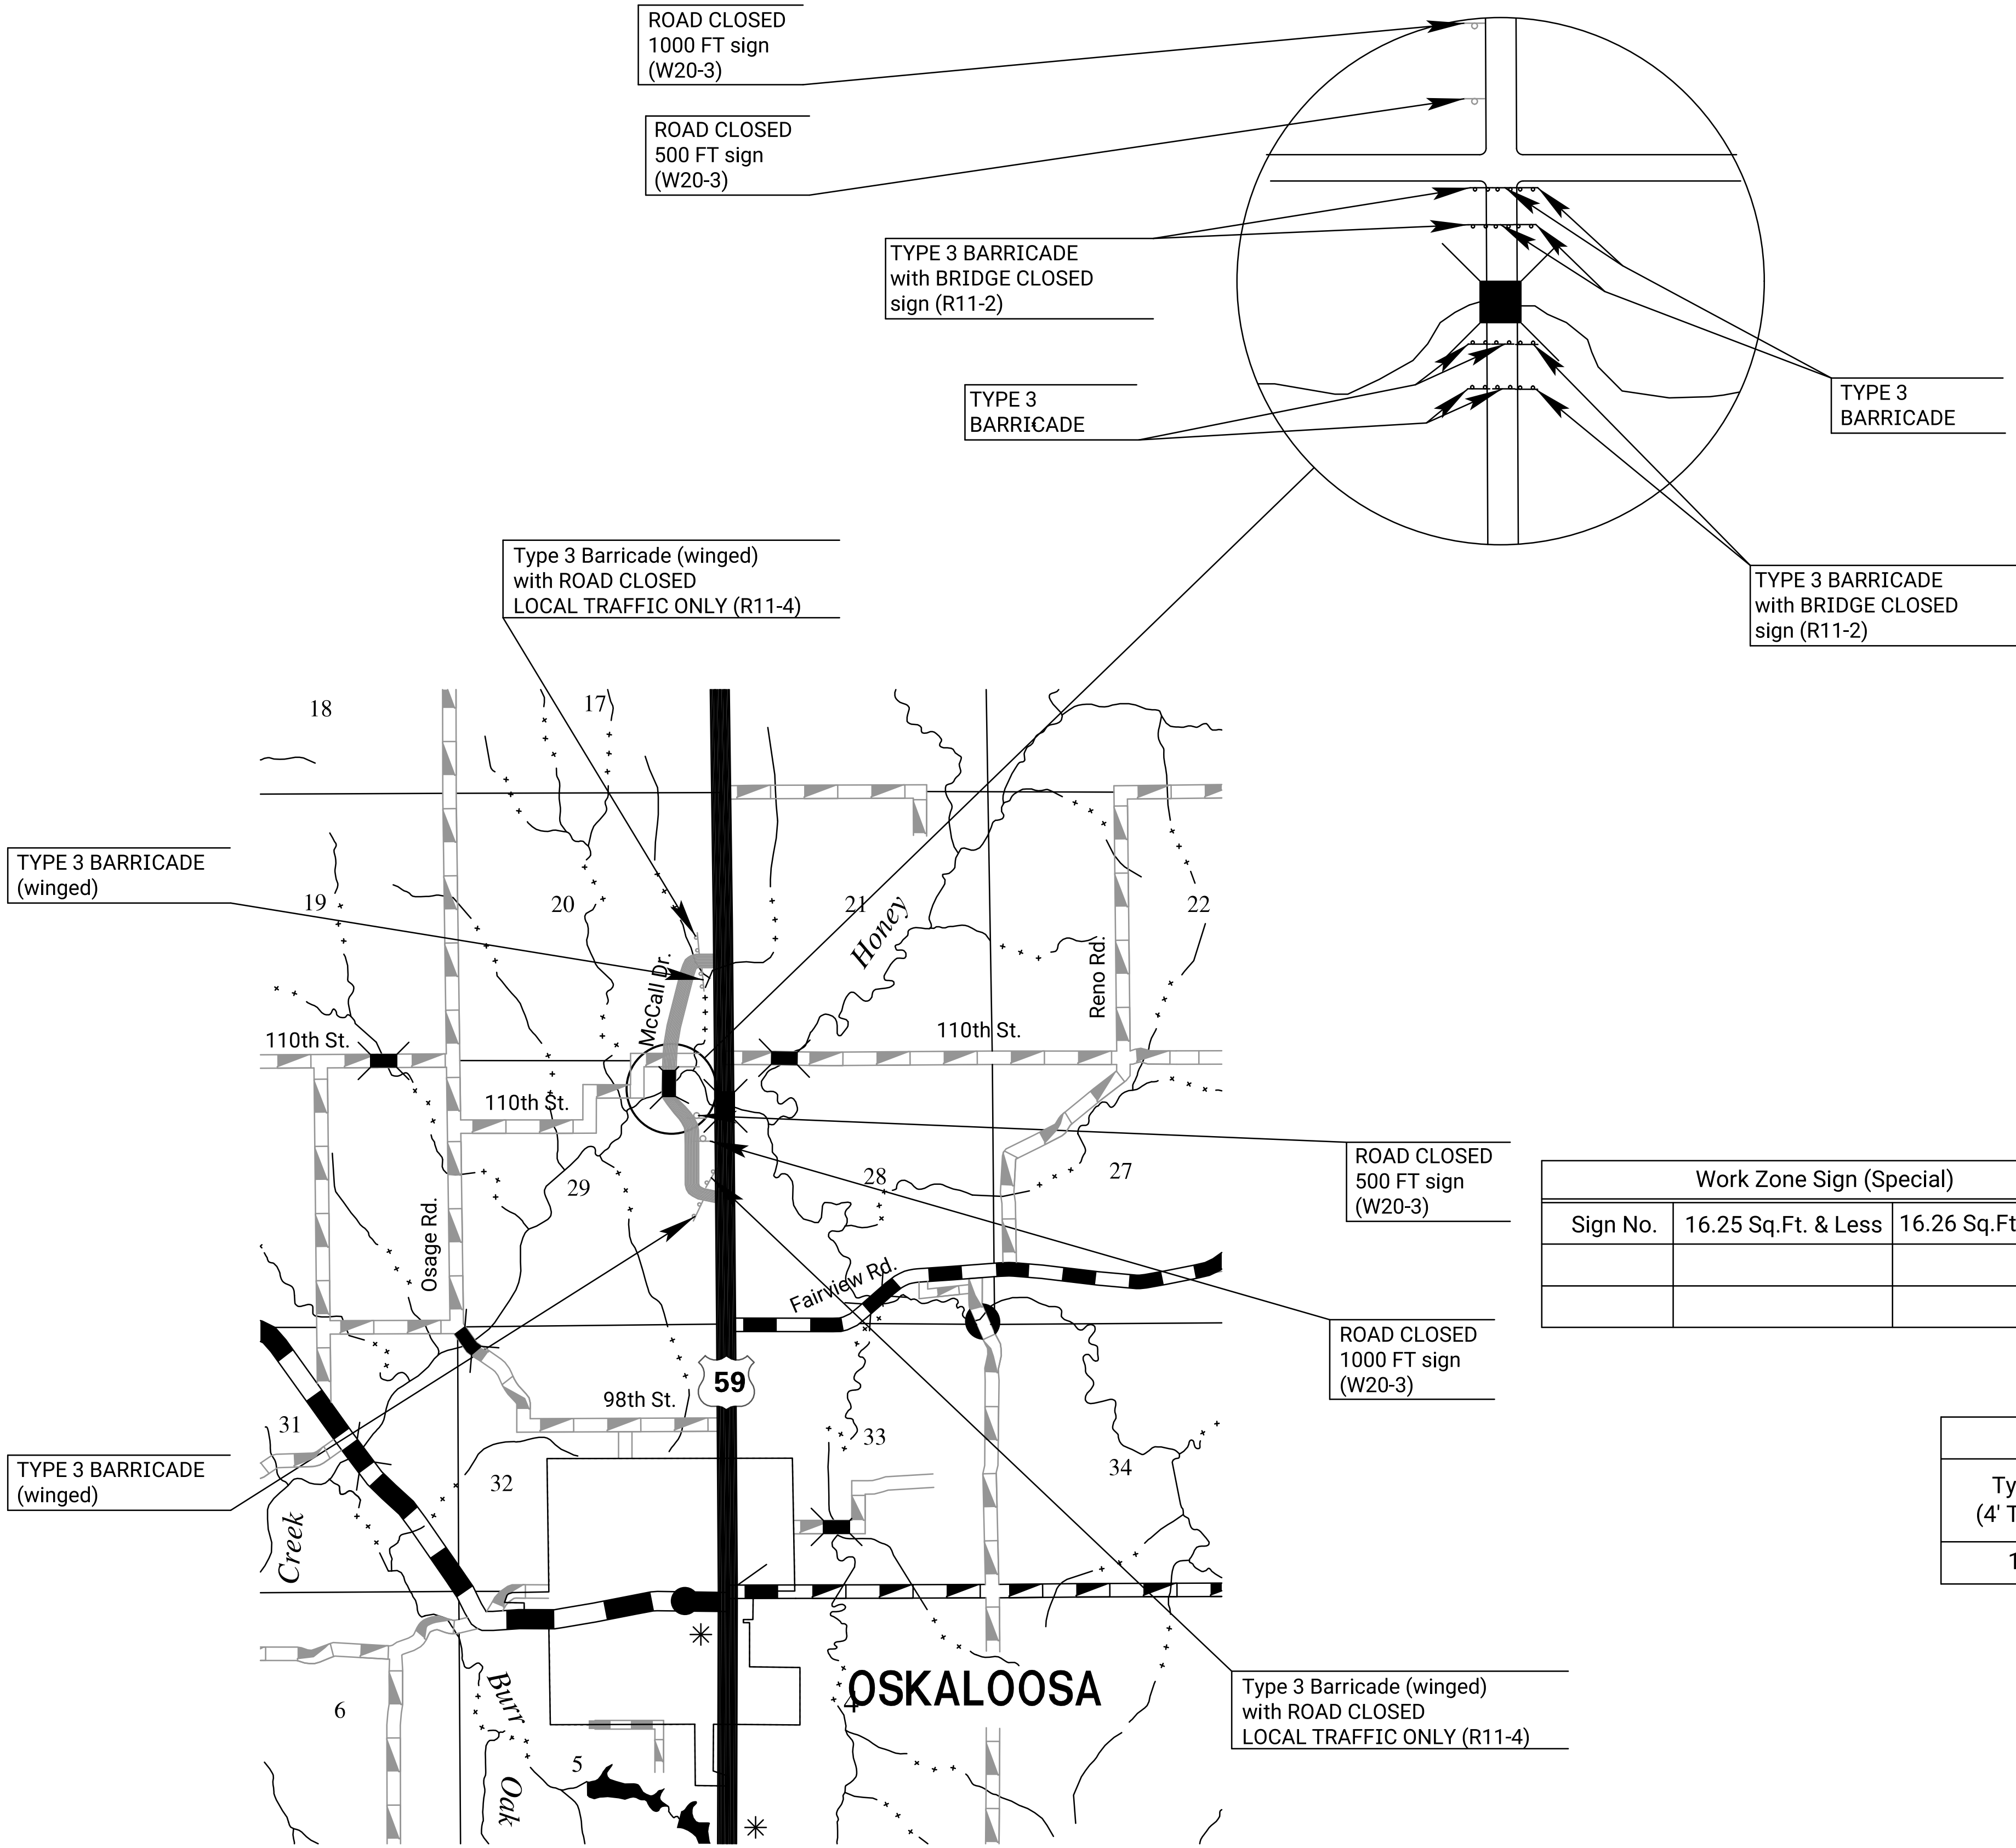 ROAD CLOSED
1000 FT sign
(W20-3)
ROAD CLOSED
500 FT sign
(W20-3)
TYPE 3 BARRICADE
with BRIDGE CLOSED
sign (R11-2)
TYPE 3
BARRICADE
TYPE 3
BARRICADE
TYPE 3 BARRICADE
with BRIDGE CLOSED
sign (R11-2)
Type 3 Barricade (winged)
with ROAD CLOSED
LOCAL TRAFFIC ONLY (R11-4)
18
17
TYPE 3 BARRICADE
(winged)
19
20
21
22
Honey
McCall Dr.
Reno Rd.
110th St.
110th St.
110th St.
ROAD CLOSED
500 FT sign
(W20-3)
29
28
27
Osage Rd.
Fairview Rd.
Work Zone Sign (Special)
Sign No.
16.25 Sq.Ft. & Less
16.26 Sq.Ft
ROAD CLOSED
1000 FT sign
(W20-3)
59
98th St.
31
32
33
34
TYPE 3 BARRICADE
(winged)
Creek
Ty
(4' T
1
OSKALOOSA
4
6
5
Burr
Oak
Type 3 Barricade (winged)
with ROAD CLOSED
LOCAL TRAFFIC ONLY (R11-4)